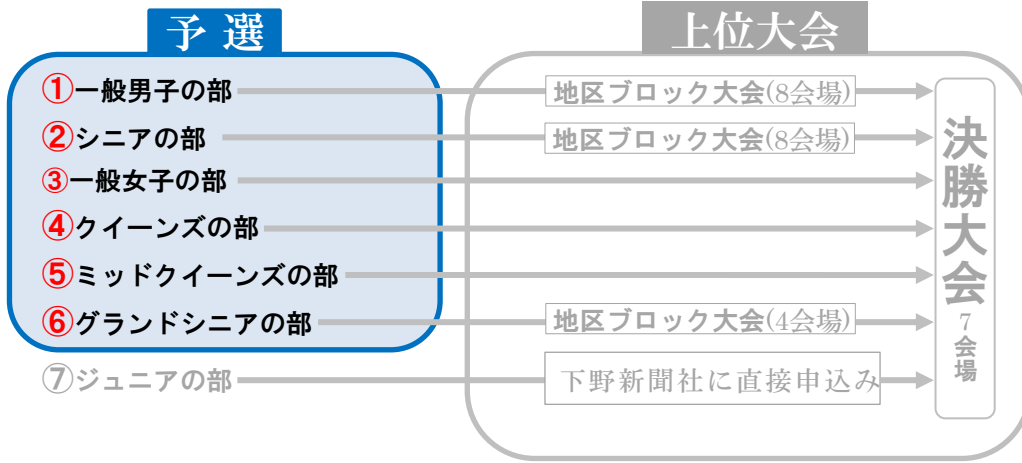 予 選
上位大会
①一般男子の部
地区ブロック大会(8会場)
②シニアの部
地区ブロック大会(8会場)
③一般女子の部
④クイーンズの部
⑤ミッドクイーンズの部
⑥グランドシニアの部
地区ブロック大会(4会場)
⑦ジュニアの部
下野新聞社に直接申込み
決勝大会
7会場